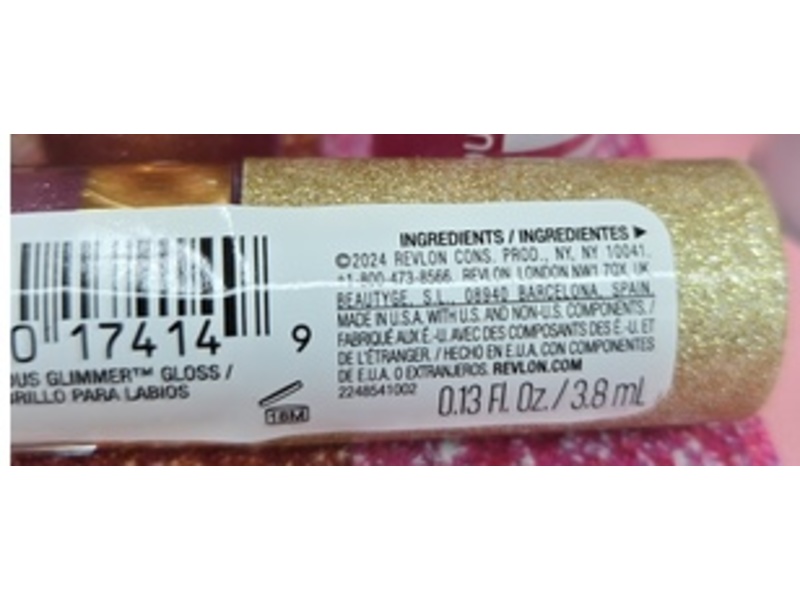 INGREDIENTS / INGREDIENTES ▶
©2024 REVLON CONS. PROD., NY, NY 10041,
+1-800-473-8566. REVLON, LONDON NW1 7QX, UK
BEAUTYGE, S.L., 08940 BARCELONA, SPAIN.
MADE IN U.S.A. WITH U.S. AND NON-U.S. COMPONENTS. /
FABRIQUÉ AUX É.-U. AVEC DES COMPOSANTS DES É.-U. ET
DE L'ÉTRANGER. / HECHO EN E.U.A. CON COMPONENTES
DE E.U.A. O EXTRANJEROS. REVLON.COM
2248541002 0.13 Fl. Oz. / 3.8 mL
0 17414 9
OUS GLIMMER™ GLOSS /
BRILLO PARA LABIOS
18M